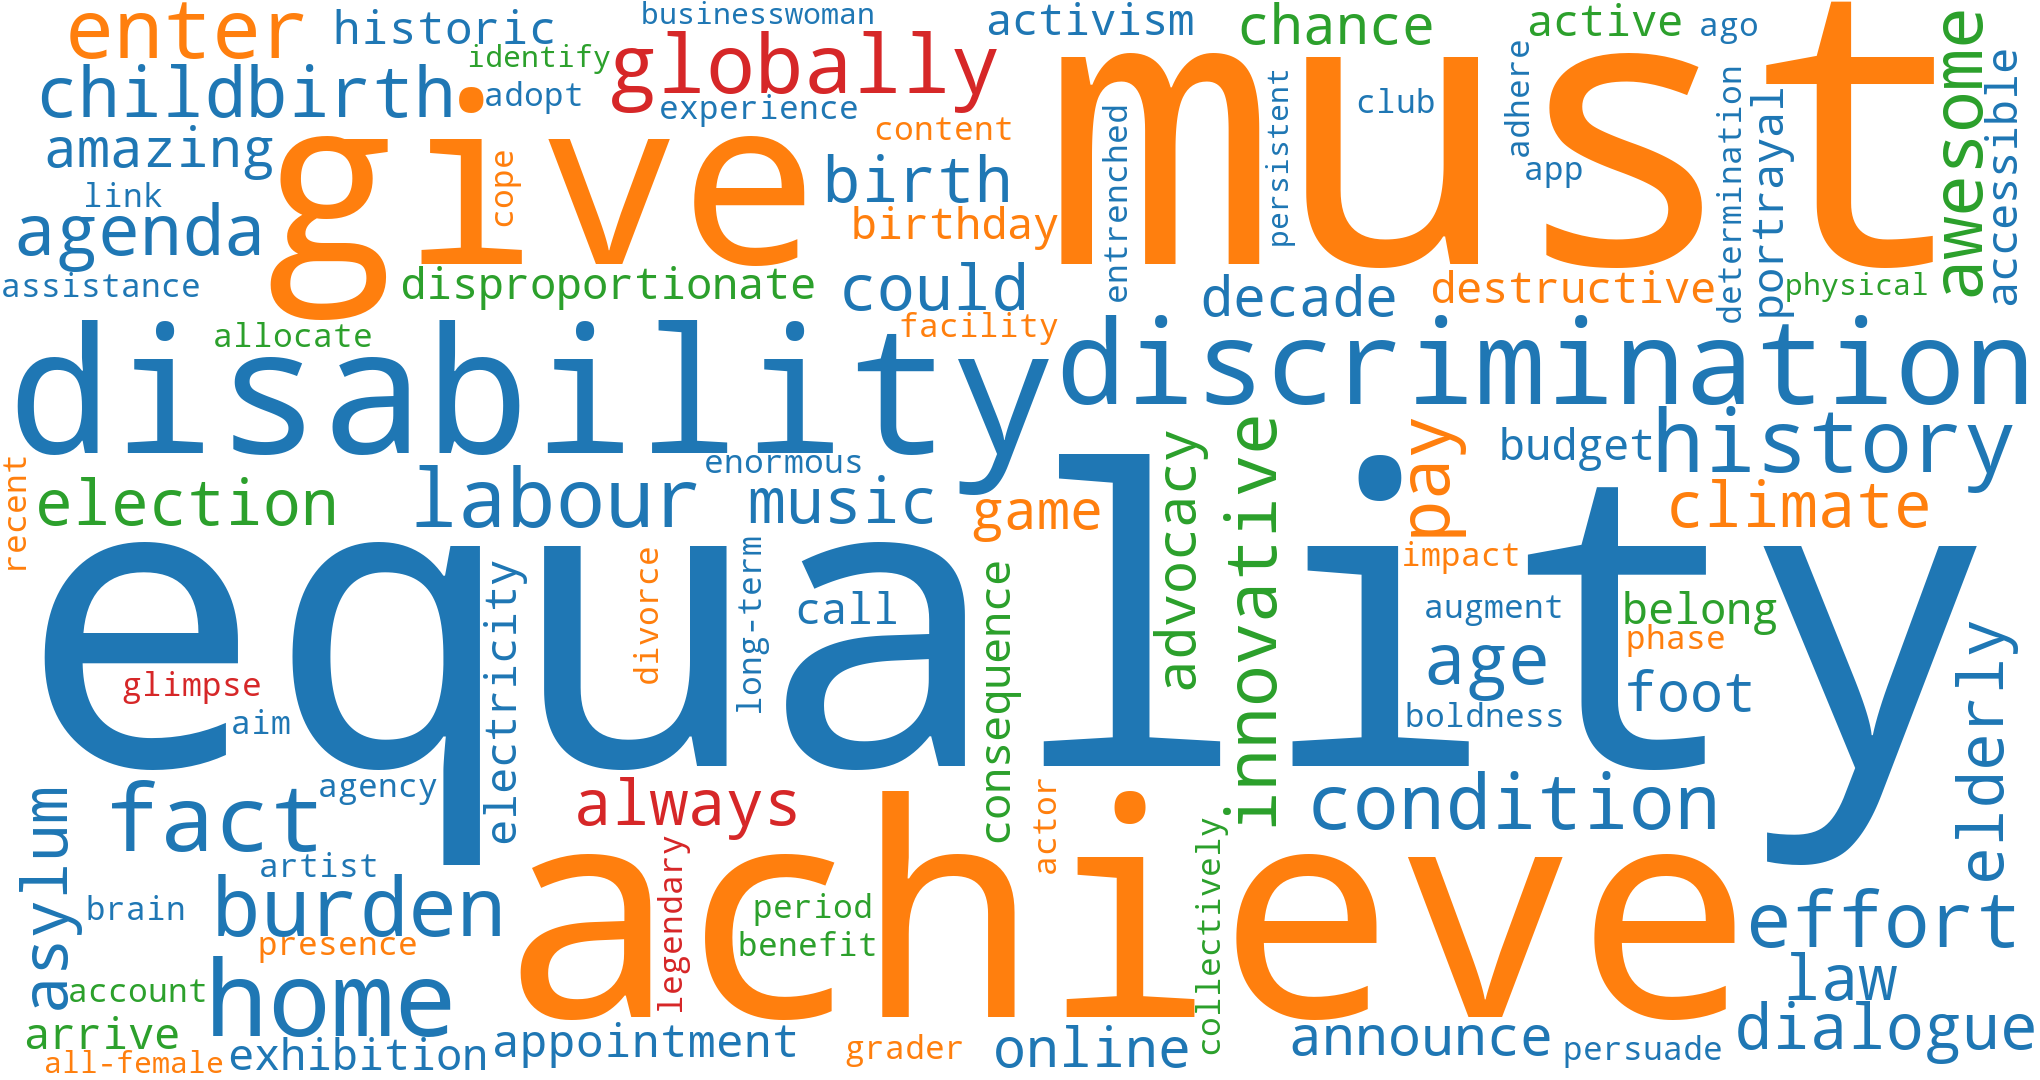 enter
historic
businesswoman
activism
chance
active
ago
identify
globally
must
awesome
childbirth
adopt
experience
club
adhere
accessible
amazing
give
content
entrenched
persistent
determination
portrayal
link
cope
birth
app
agenda
birthday
assistance
disproportionate
could
decade
destructive
physical
allocate
facility
disability
discrimination
recent
election
labour
enormous
music
game
advocacy
innovative
pay
budget
history
climate
equality
electricity
divorce
long-term
call
consequence
impact
augment
belong
phase
age
foot
boldness
elderly
glimpse
aim
asylum
fact
agency
always
actor
condition
artist
achieve
brain
burden
legendary
period
benefit
collectively
effort
presence
account
home
law
arrive
all-female
exhibition
appointment
grader
online
announce
persuade
dialogue